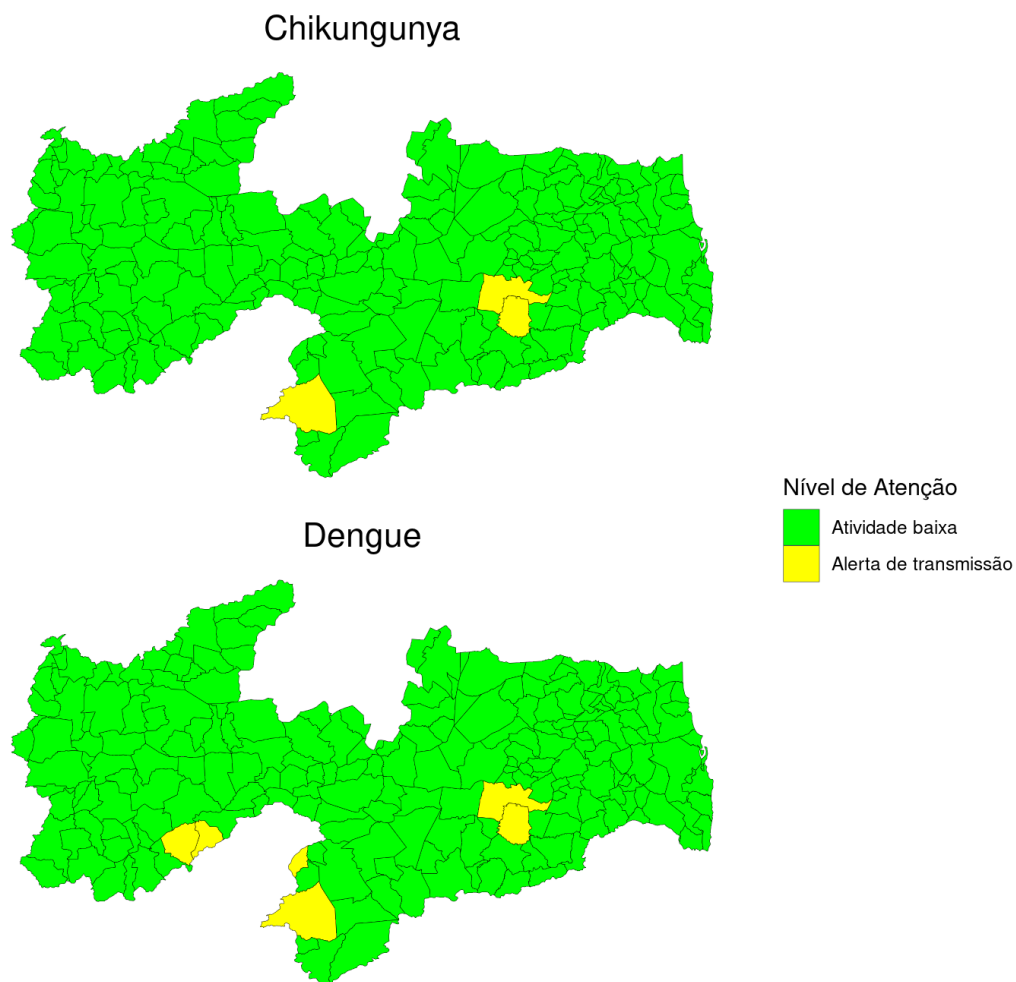 Chikungunya
Nível de Atenção
Atividade baixa
Alerta de transmissão
Dengue